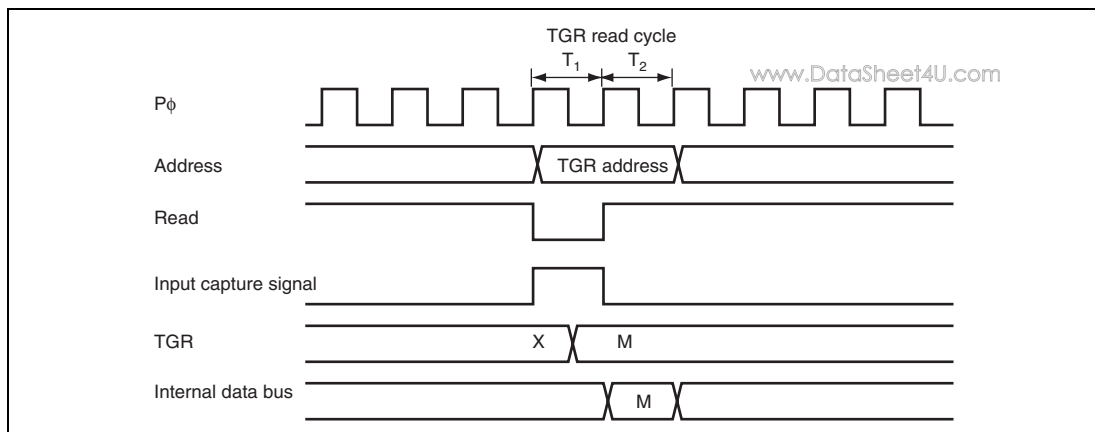 TGR read cycle
T1 T2
www.DataSheet4U.com
Pϕ
Address
TGR address
Read
Input capture signal
TGR
X M
Internal data bus
M